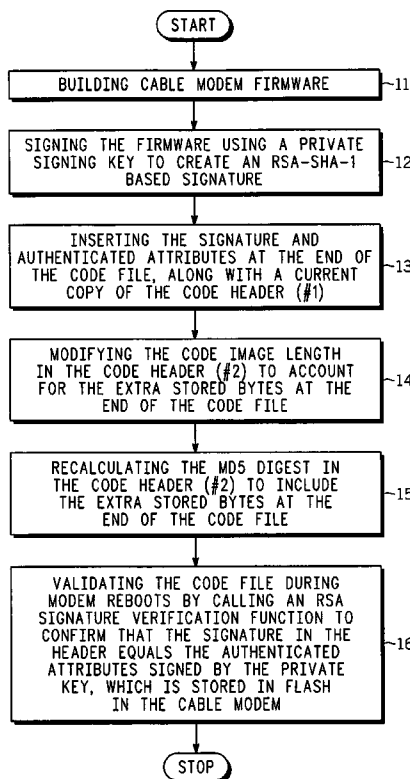 START
BUILDING CABLE MODEM FIRMWARE
11
SIGNING THE FIRMWARE USING A PRIVATE
SIGNING KEY TO CREATE AN RSA-SHA-1
BASED SIGNATURE
12
INSERTING THE SIGNATURE AND
AUTHENTICATED ATTRIBUTES AT THE END OF
THE CODE FILE, ALONG WITH A CURRENT
COPY OF THE CODE HEADER (#1)
13
MODIFYING THE CODE IMAGE LENGTH
IN THE CODE HEADER (#2) TO ACCOUNT
FOR THE EXTRA STORED BYTES AT THE
END OF THE CODE FILE
14
RECALCULATING THE MD5 DIGEST IN
THE CODE HEADER (#2) TO INCLUDE
THE EXTRA STORED BYTES AT THE
END OF THE CODE FILE
15
VALIDATING THE CODE FILE DURING
MODEM REBOOTS BY CALLING AN RSA
SIGNATURE VERIFICATION FUNCTION TO
CONFIRM THAT THE SIGNATURE IN THE
HEADER EQUALS THE AUTHENTICATED
ATTRIBUTES SIGNED BY THE PRIVATE
KEY, WHICH IS STORED IN FLASH
IN THE CABLE MODEM
16
STOP